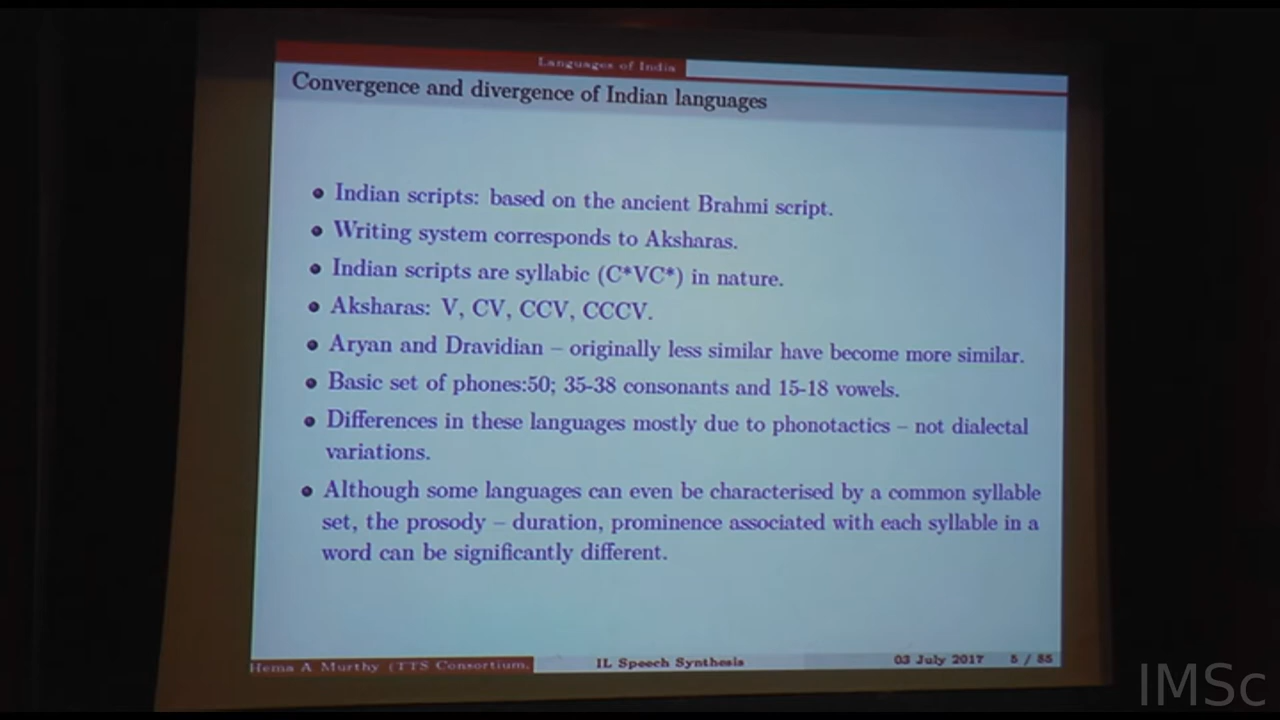 Languages of India
Convergence and divergence of Indian languages
Indian scripts: based on the ancient Brahmi script.
Writing system corresponds to Aksharas.
Indian scripts are syllabic (C*VC*) in nature.
Aksharas: V, CV, CCV, CCCV.
Aryan and Dravidian – originally less similar have become more similar.
Basic set of phones:50; 35-38 consonants and 15-18 vowels.
Differences in these languages mostly due to phonotactics – not dialectal
variations.
Although some languages can even be characterised by a common syllable
set, the prosody – duration, prominence associated with each syllable in a
word can be significantly different.
Hema A Murthy (TTS Consortium,
IL Speech Synthesis
03 July 2017 5 / 55
IMSc